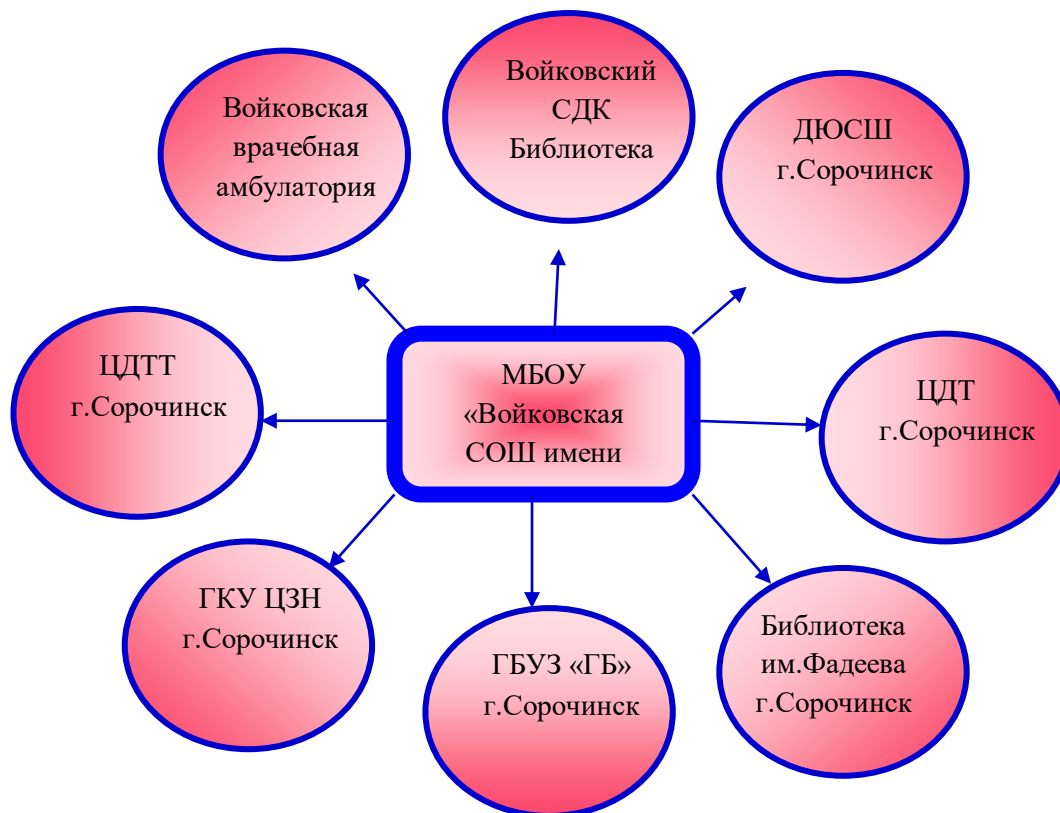 Войковская
врачебная
амбулатория
Войковский
СДК
Библиотека
ДЮСШ
г.Сорочинск
ЦДТТ
г.Сорочинск
МБОУ
«Войковская
СОШ имени
ЦДТ
г.Сорочинск
ГКУ ЦЗН
г.Сорочинск
ГБУЗ «ГБ»
г.Сорочинск
Библиотека
им.Фадеева
г.Сорочинск